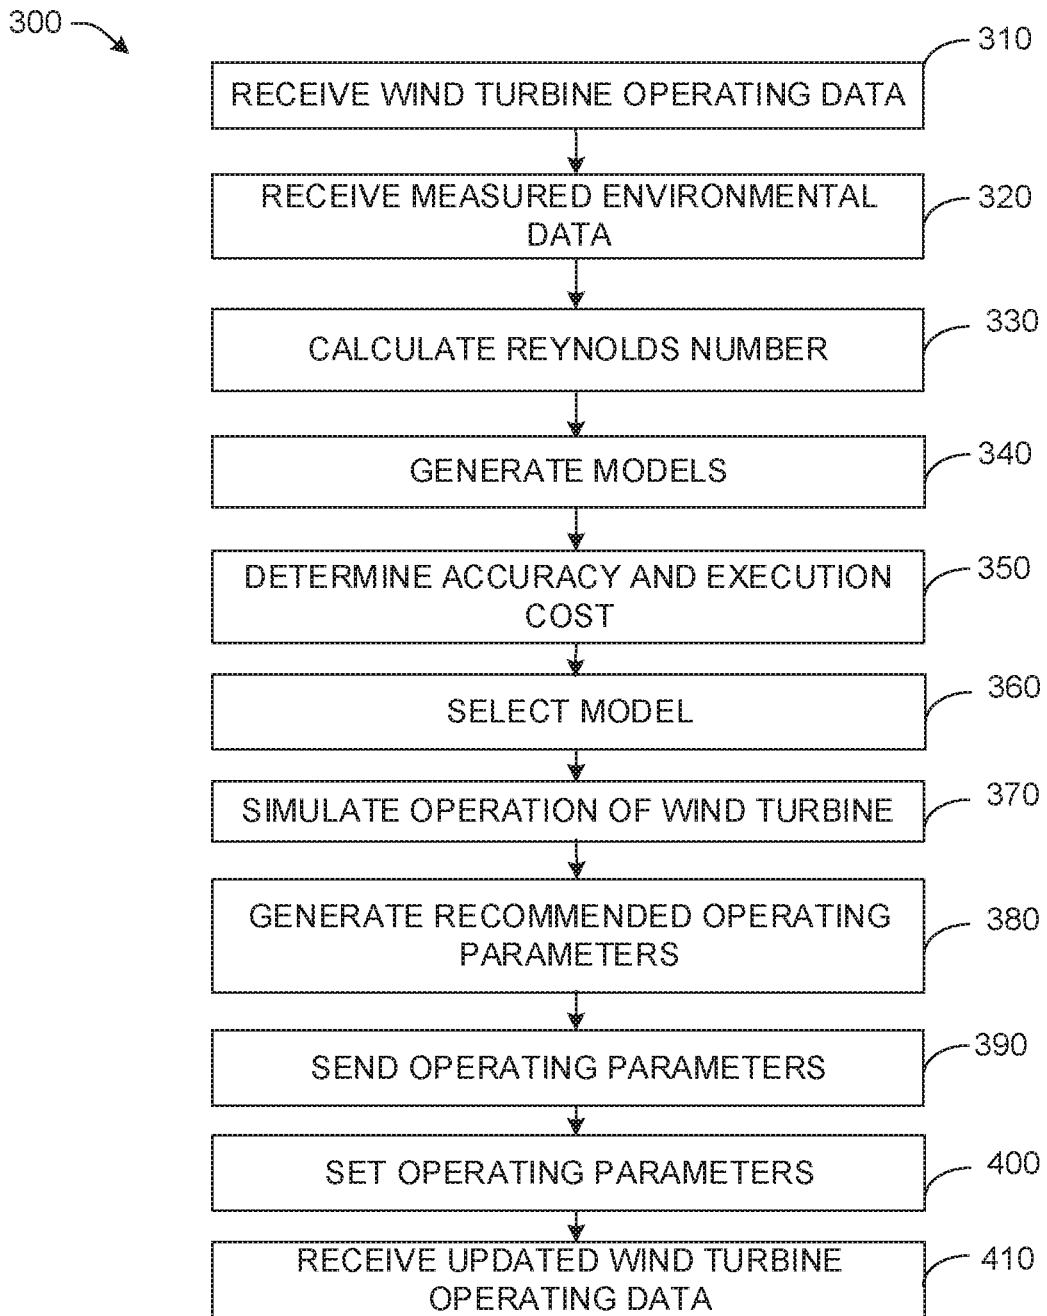 300
310
RECEIVE WIND TURBINE OPERATING DATA
320
RECEIVE MEASURED ENVIRONMENTAL
DATA
330
CALCULATE REYNOLDS NUMBER
340
GENERATE MODELS
350
DETERMINE ACCURACY AND EXECUTION
COST
360
SELECT MODEL
370
SIMULATE OPERATION OF WIND TURBINE
380
GENERATE RECOMMENDED OPERATING
PARAMETERS
390
SEND OPERATING PARAMETERS
400
SET OPERATING PARAMETERS
410
RECEIVE UPDATED WIND TURBINE
OPERATING DATA